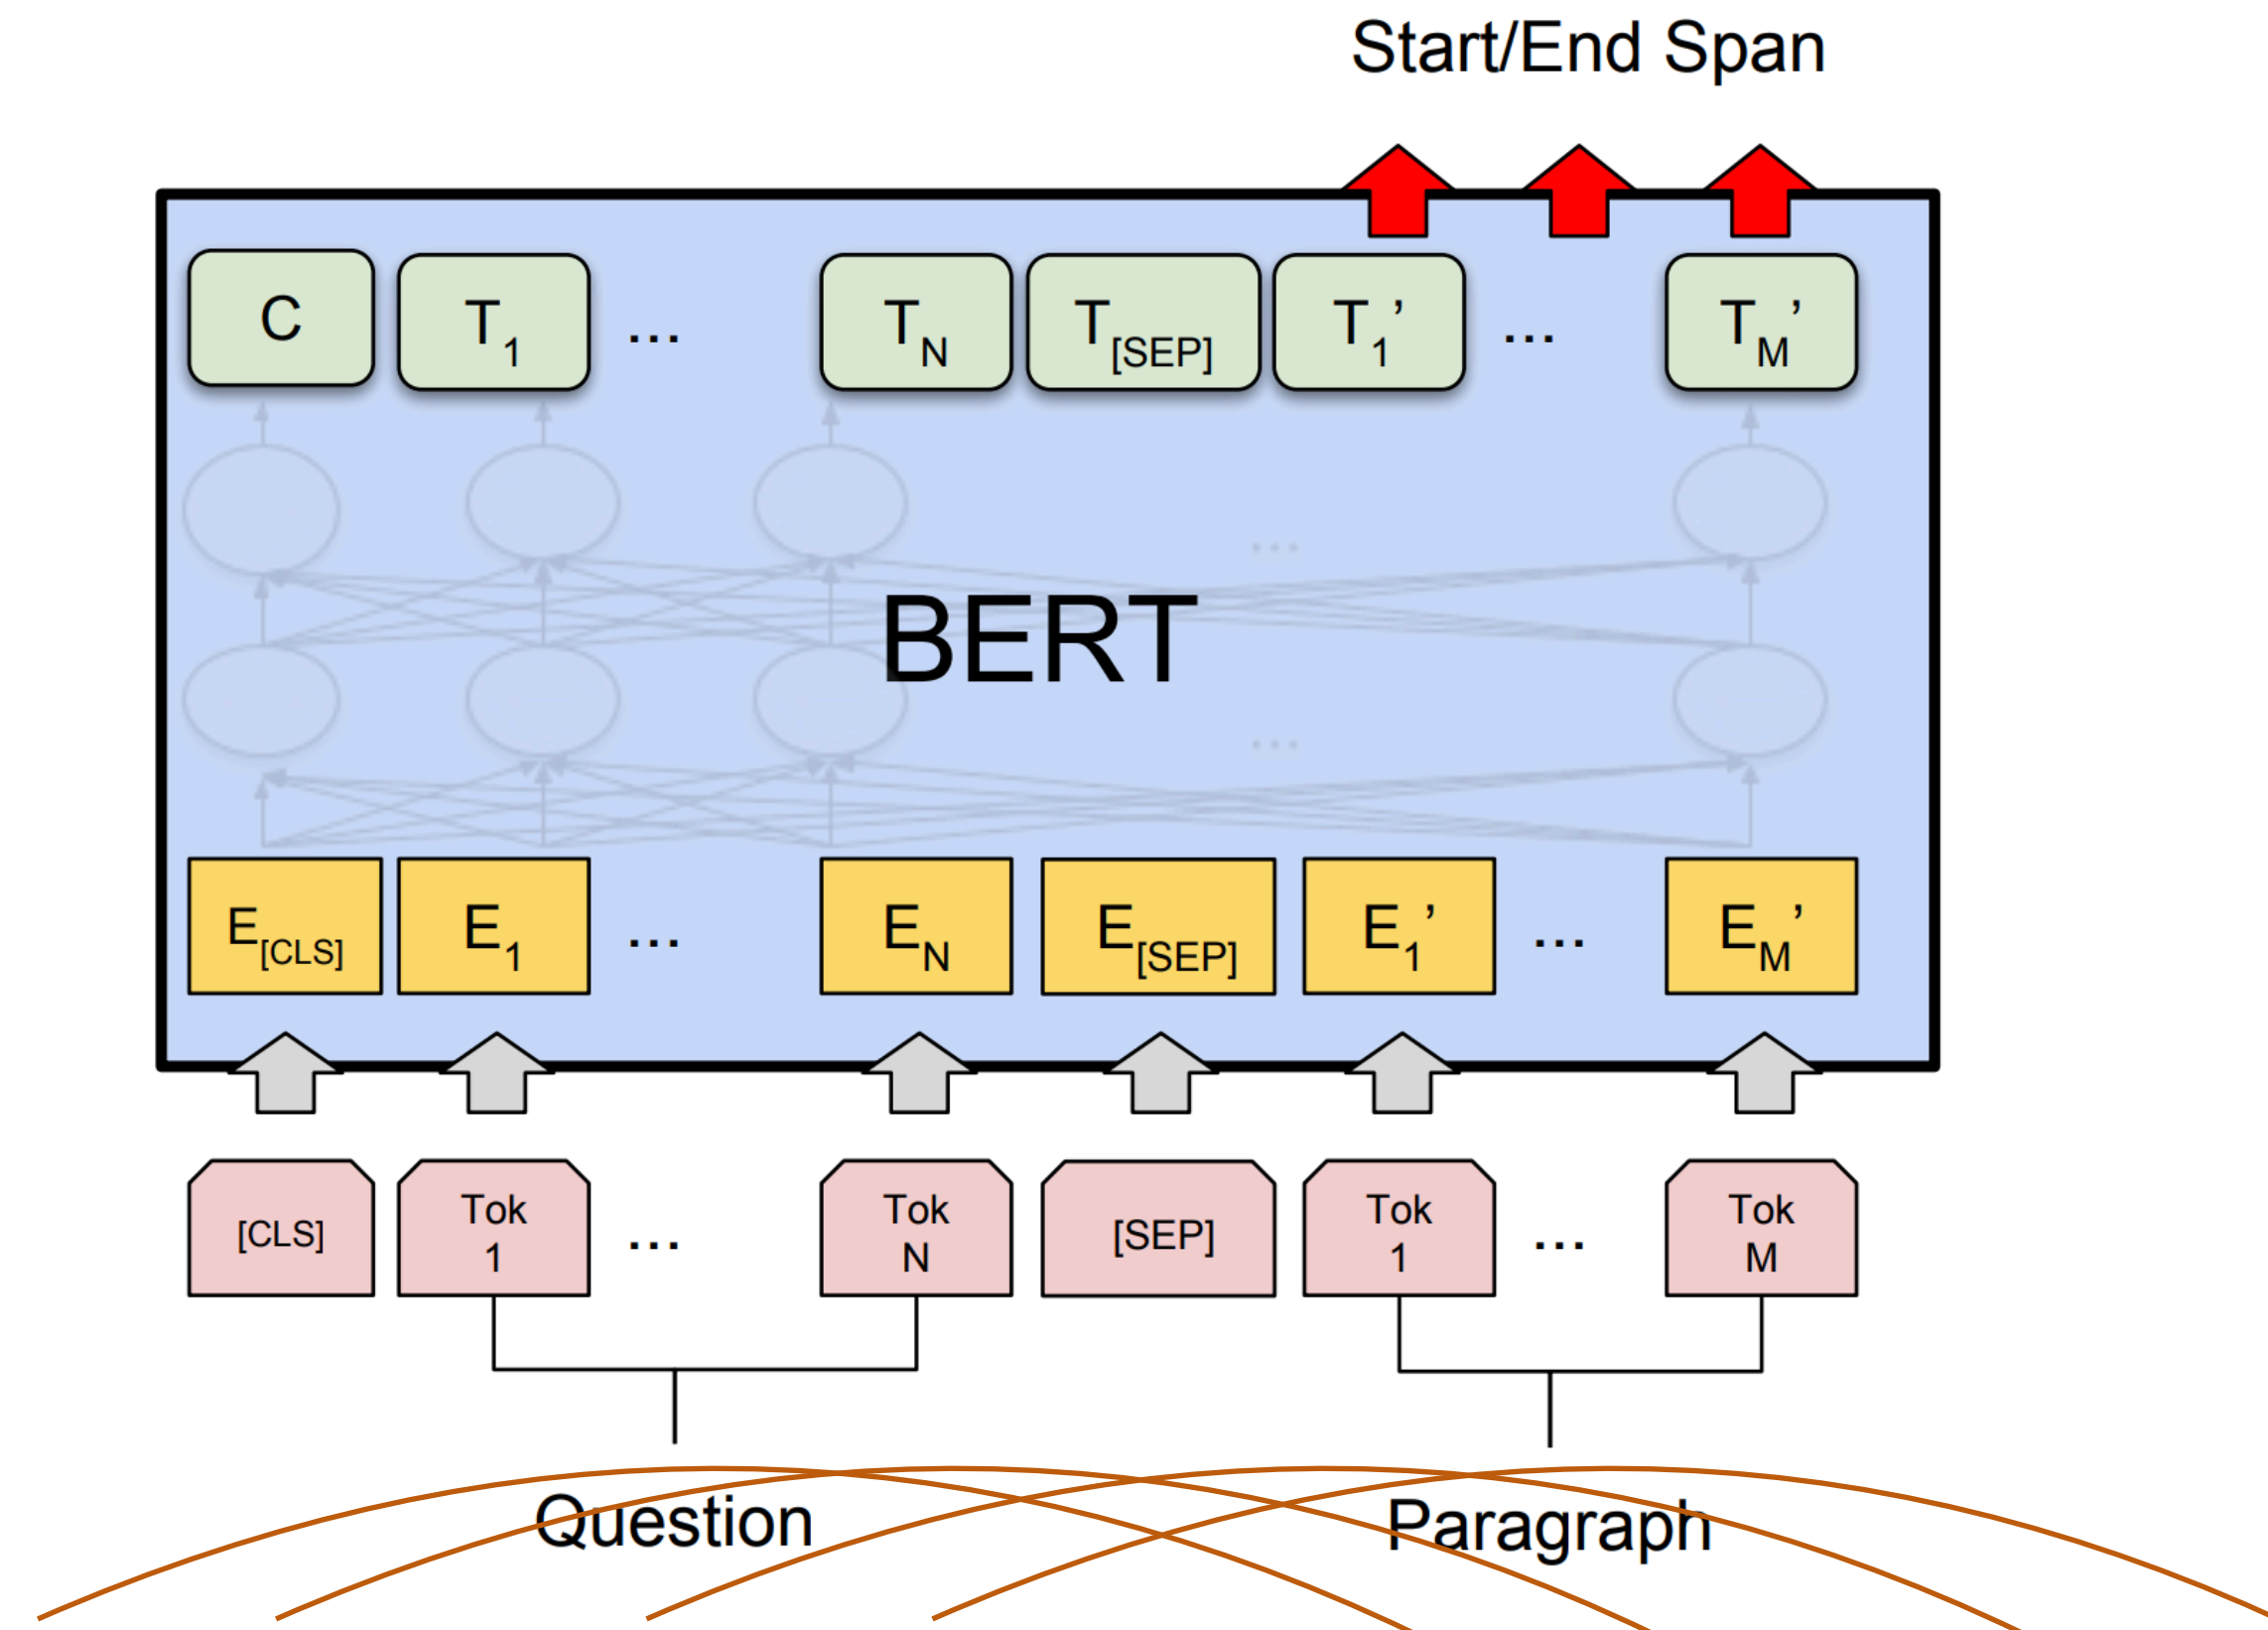 Start/End Span
C T1 ... TN T[SEP] T1’ ... TM’
...
BERT
...
E[CLS] E1 ... EN E[SEP] E1’ ... EM’
[CLS] Tok 1 ... Tok N [SEP] Tok 1 ... Tok M
Question Paragraph